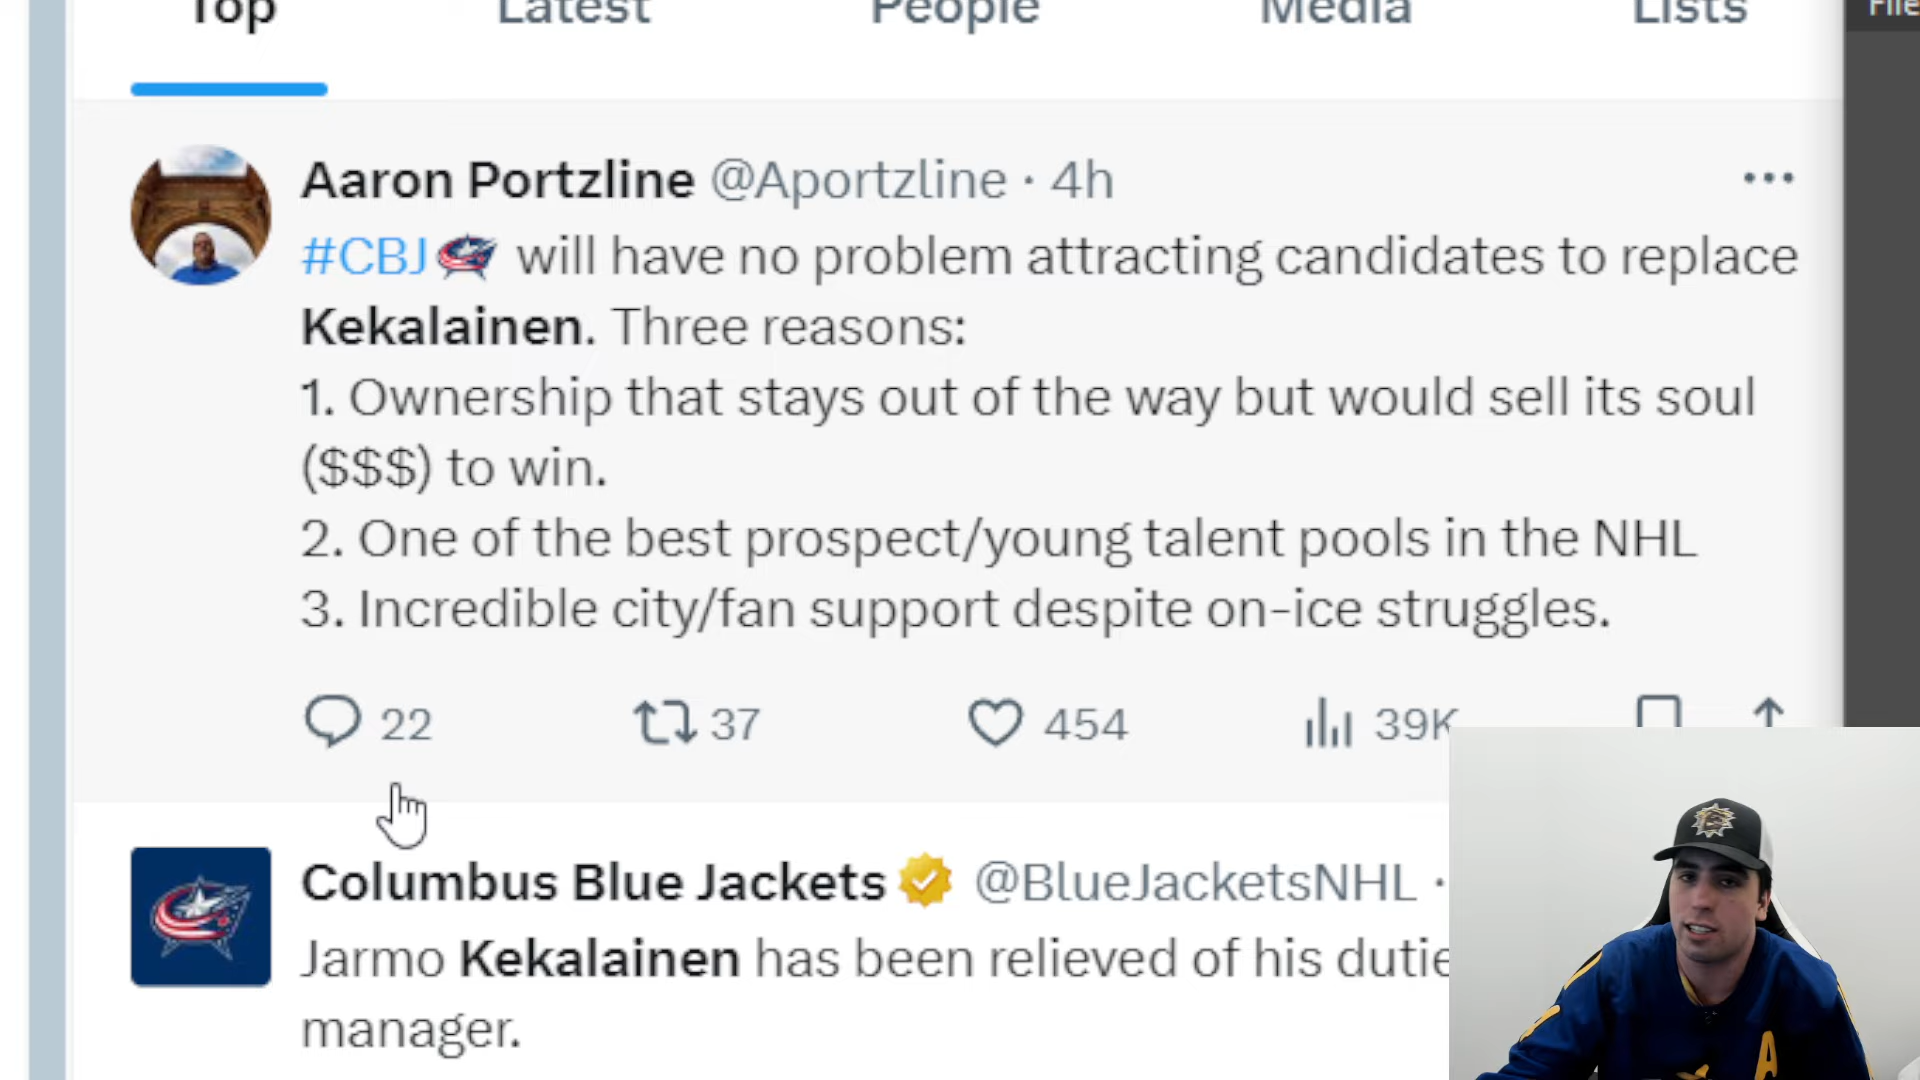 Top Latest People Media Lists
File
Aaron Portzline @Aportzline · 4h
#CBJ will have no problem attracting candidates to replace
Kekalainen. Three reasons:
1. Ownership that stays out of the way but would sell its soul
($$$) to win.
2. One of the best prospect/young talent pools in the NHL
3. Incredible city/fan support despite on-ice struggles.
22 37 454 39K
Columbus Blue Jackets @BlueJacketsNHL ·
Jarmo Kekalainen has been relieved of his dutie
manager.
A